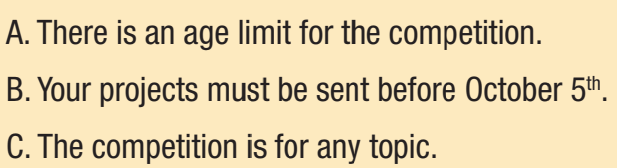 A. There is an age limit for the competition.
B. Your projects must be sent before October 5th.
C. The competition is for any topic.